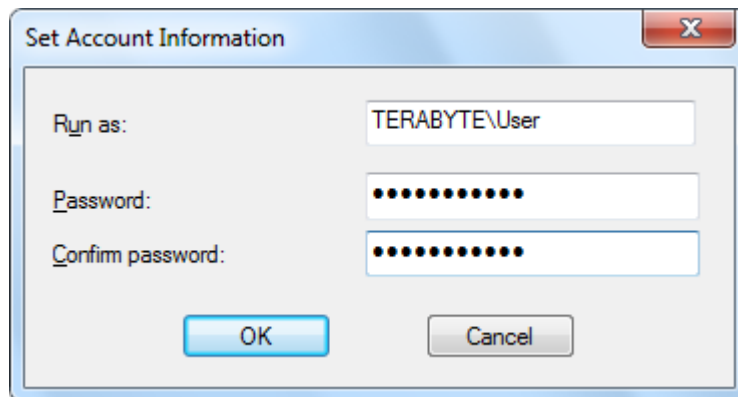 Set Account Information
Run as: TERABYTE\User
Password: •••••••••••
Confirm password: •••••••••••
OK Cancel